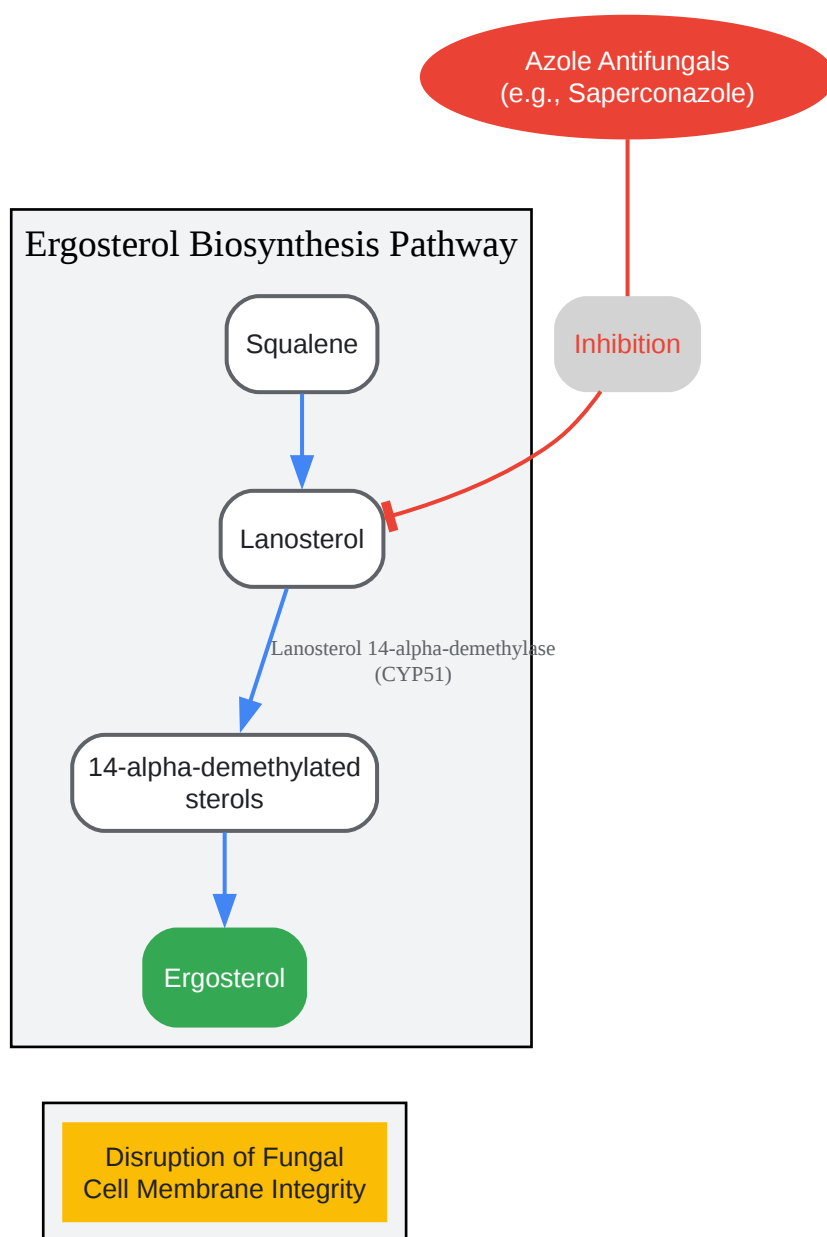 Azole Antifungals
(e.g., Saperconazole)
Ergosterol Biosynthesis Pathway
Squalene
Inhibition
Lanosterol
Lanosterol 14-alpha-demethylase
(CYP51)
14-alpha-demethylated
sterols
Ergosterol
Disruption of Fungal
Cell Membrane Integrity